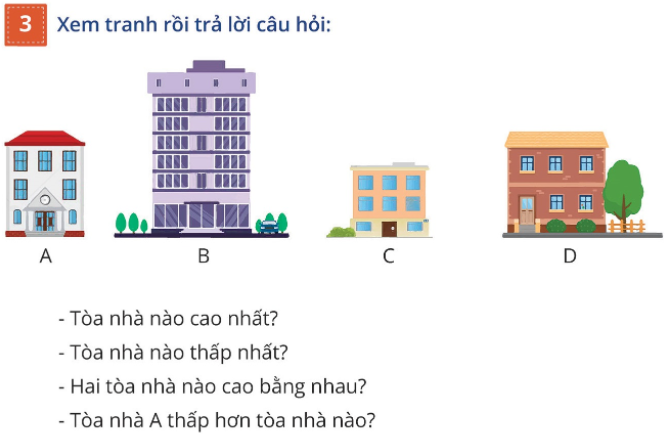 3 Xem tranh rồi trả lời câu hỏi:
A B C D
- Tòa nhà nào cao nhất?
- Tòa nhà nào thấp nhất?
- Hai tòa nhà nào cao bằng nhau?
- Tòa nhà A thấp hơn tòa nhà nào?